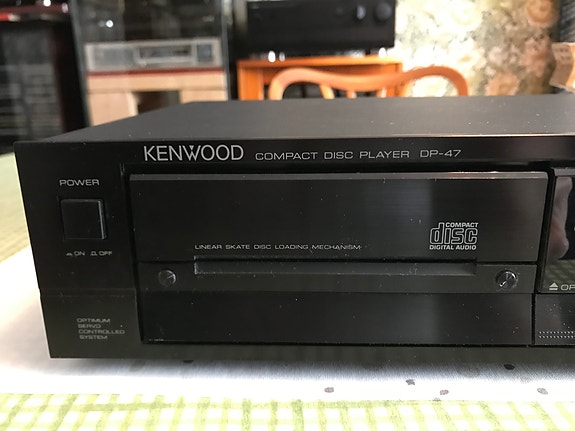 KENWOOD COMPACT DISC PLAYER DP-47
POWER
ON OFF
COMPACT
disc
DIGITAL AUDIO
LINEAR SKATE DISC LOADING MECHANISM
OP
OPTIMUM
SERVO
CONTROLLED
SYSTEM